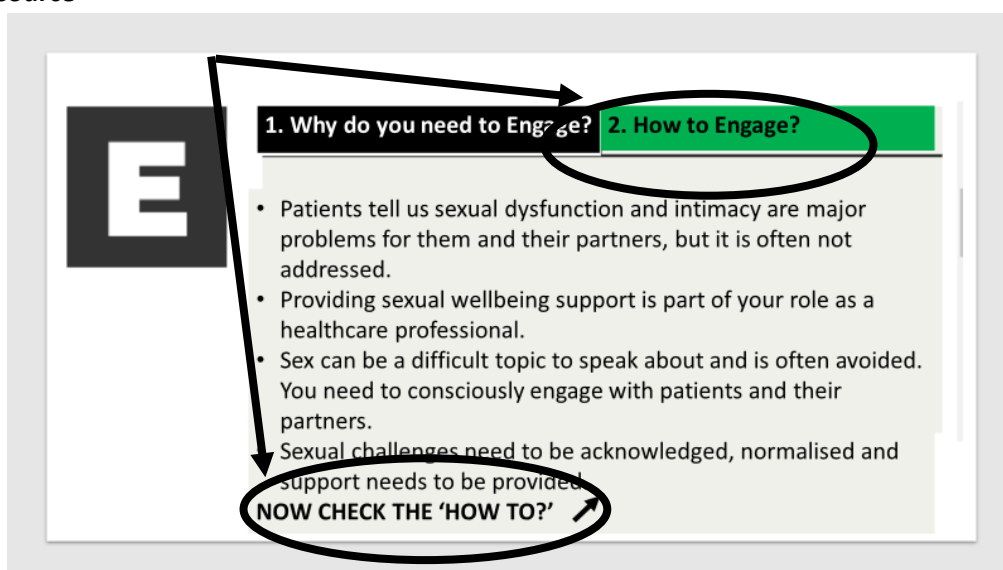 E
1. Why do you need to Engage? 2. How to Engage?
• Patients tell us sexual dysfunction and intimacy are major
problems for them and their partners, but it is often not
addressed.
• Providing sexual wellbeing support is part of your role as a
healthcare professional.
• Sex can be a difficult topic to speak about and is often avoided.
You need to consciously engage with patients and their
partners.
Sexual challenges need to be acknowledged, normalised and
support needs to be provided
NOW CHECK THE ‘HOW TO?’